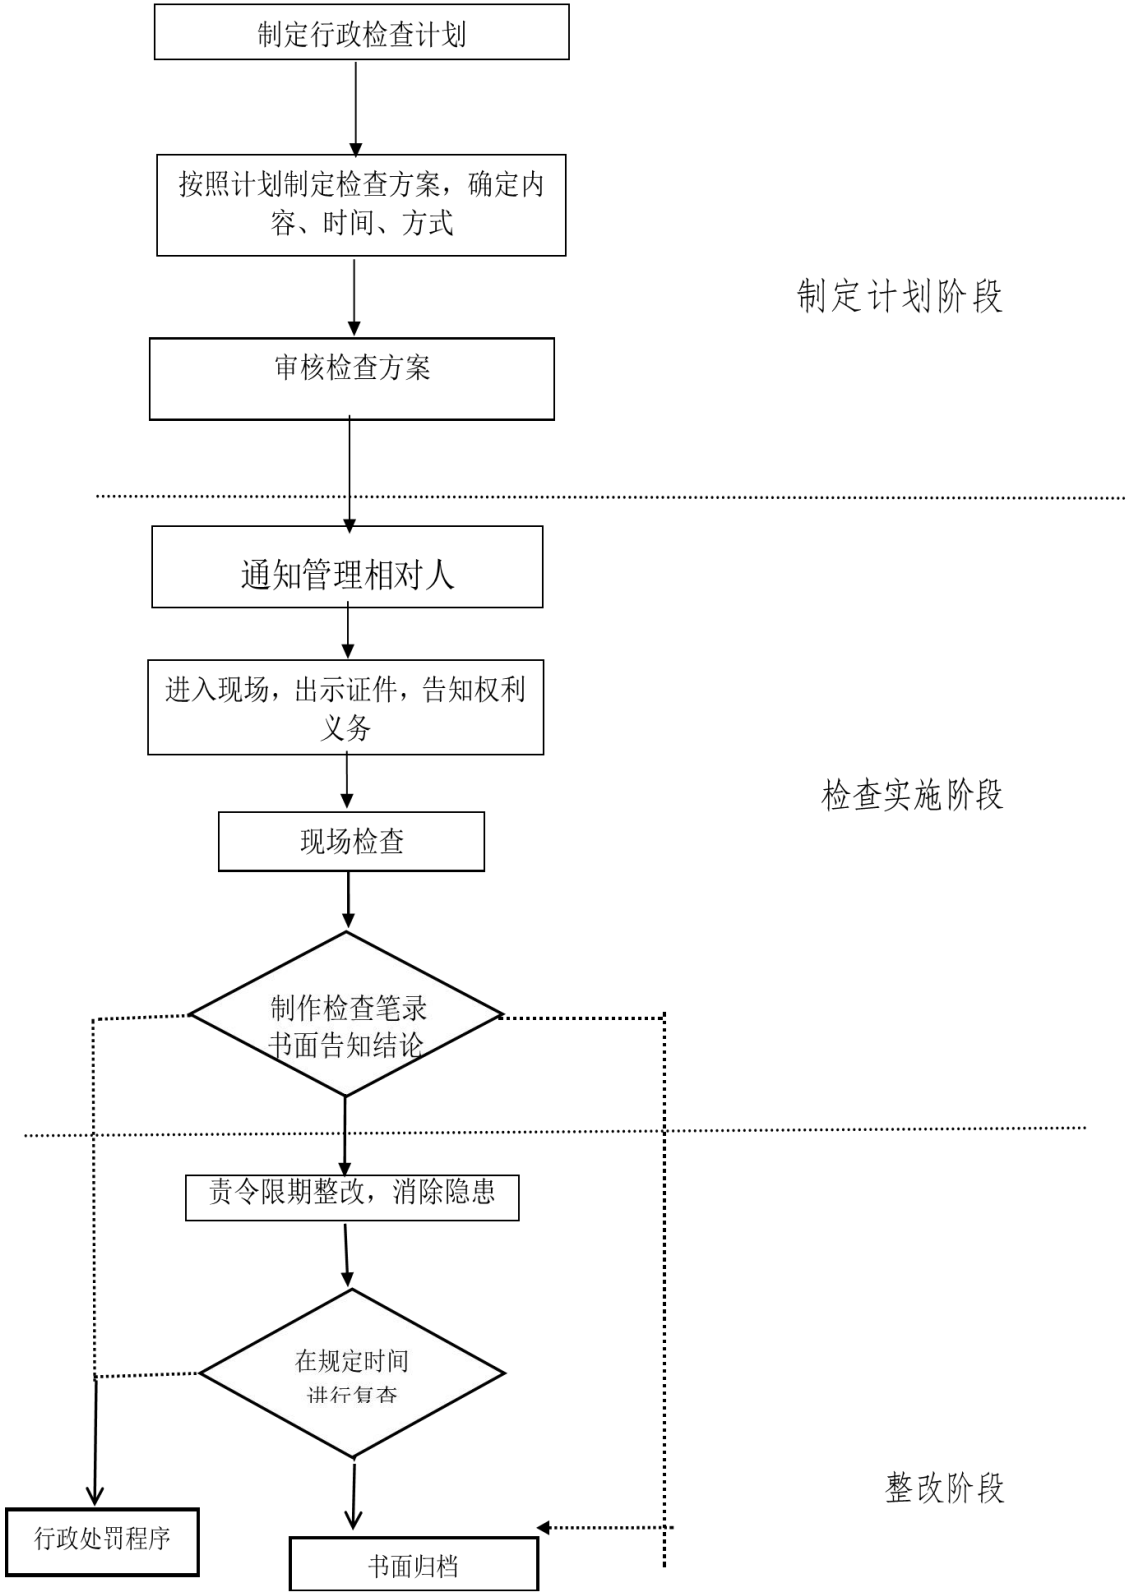 制定行政检查计划
按照计划制定检查方案，确定内
容、时间、方式
制定计划阶段
审核检查方案
通知管理相对人
进入现场，出示证件，告知权利
义务
检查实施阶段
现场检查
制作检查笔录
书面告知结论
责令限期整改，消除隐患
在规定时间
进行复查
整改阶段
行政处罚程序
书面归档